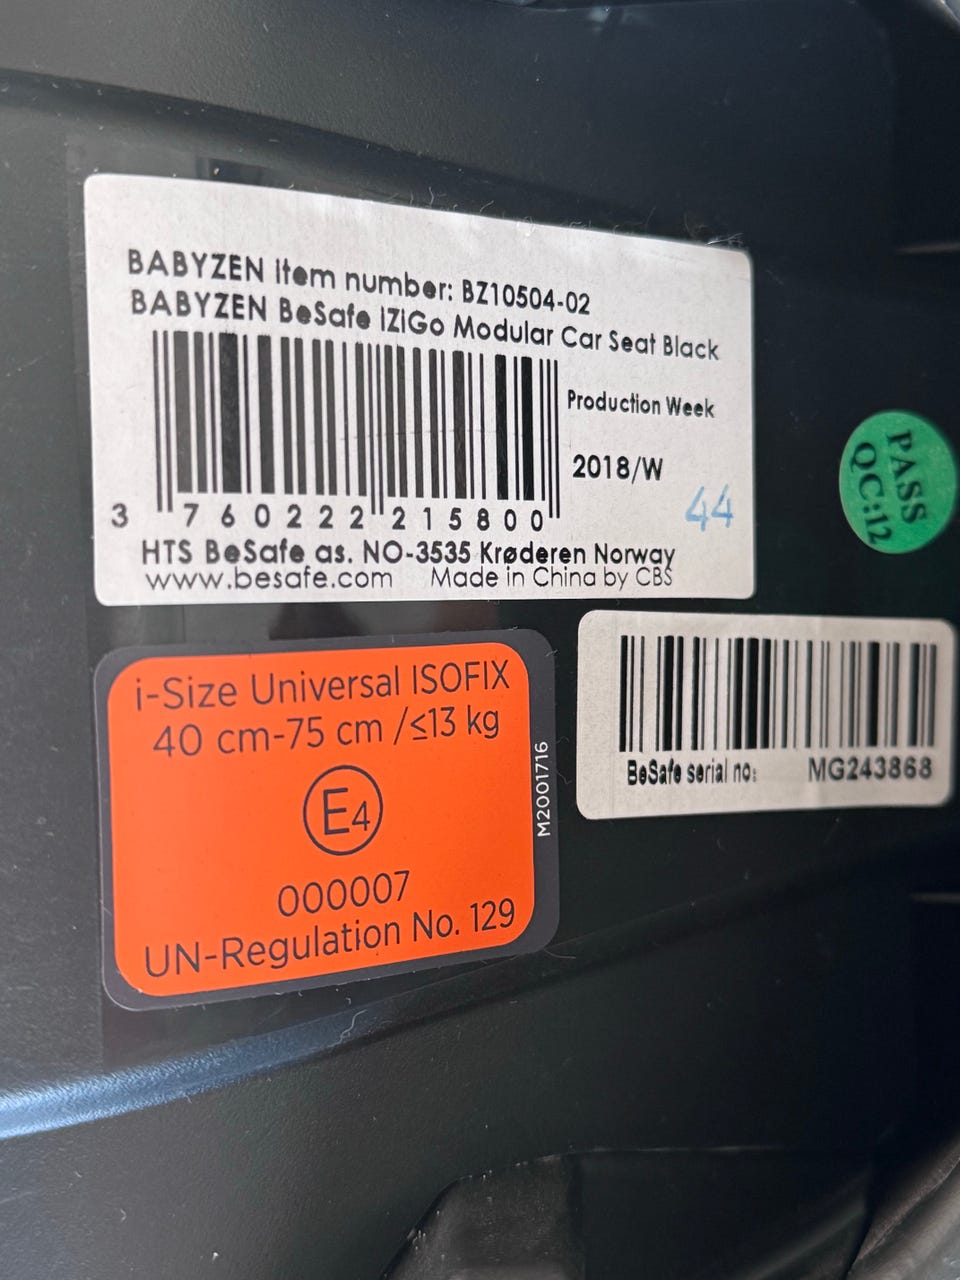 BABYZEN item number: BZ10504-02
BABYZEN BeSafe iZiGo Modular Car Seat Black
Production Week
2018/W 44
3 760222 215800
HTS BeSafe as. NO-3535 Krøderen Norway
www.besafe.com Made in China by CBS
PASS
QC:12
i-Size Universal ISOFIX
40 cm-75 cm /≤13 kg
E4
000007
UN-Regulation No. 129
M2001716
BeSafe serial no: MG243868